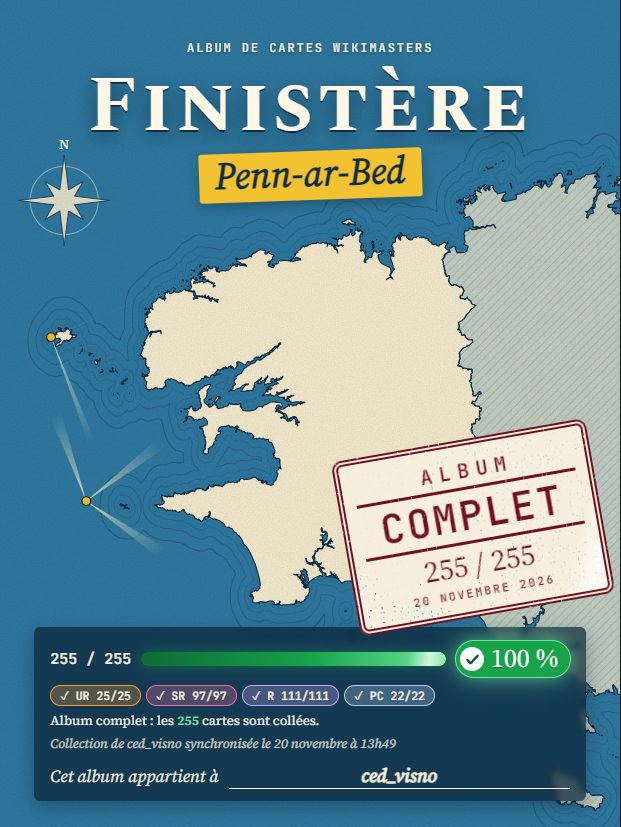 ALBUM DE CARTES WIKIMASTERS
FINISTÈRE
Penn-ar-Bed
N
ALBUM
COMPLET
255 / 255
20 NOVEMBRE 2026
255 / 255
100 %
✓ UR 25/25 ✓ SR 97/97 ✓ R 111/111 ✓ PC 22/22
Album complet : les 255 cartes sont collées.
Collection de ced_visno synchronisée le 20 novembre à 13h49
Cet album appartient à ced_visno